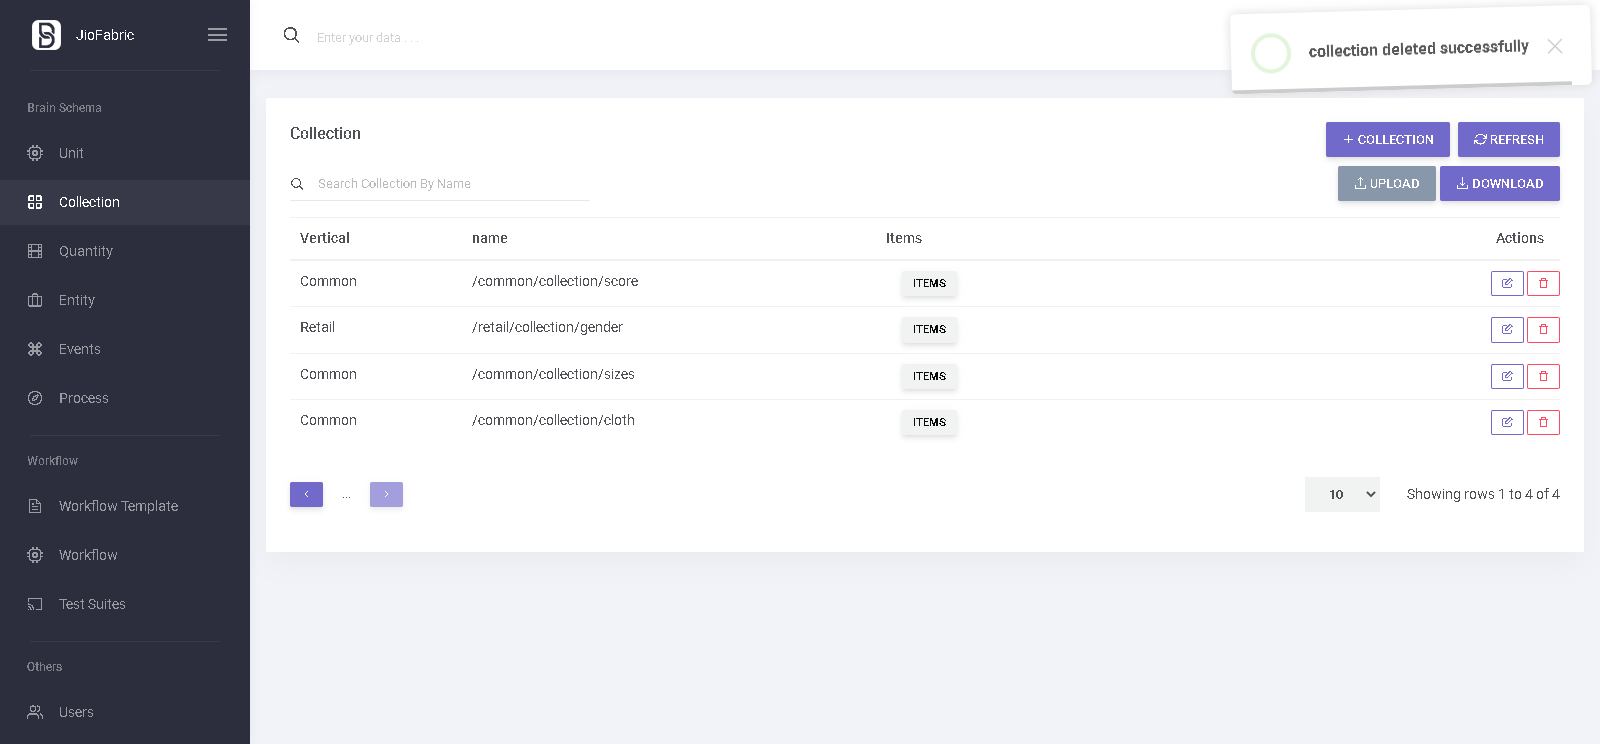 JioFabric
Enter your data . . .
collection deleted successfully
Brain Schema
Unit
Collection
Quantity
Entity
Events
Process
Workflow
Workflow Template
Workflow
Test Suites
Others
Users
Collection
+ COLLECTION
REFRESH
Search Collection By Name
UPLOAD
DOWNLOAD
Vertical name Items Actions
Common /common/collection/score ITEMS
Retail /retail/collection/gender ITEMS
Common /common/collection/sizes ITEMS
Common /common/collection/cloth ITEMS
... 10 Showing rows 1 to 4 of 4